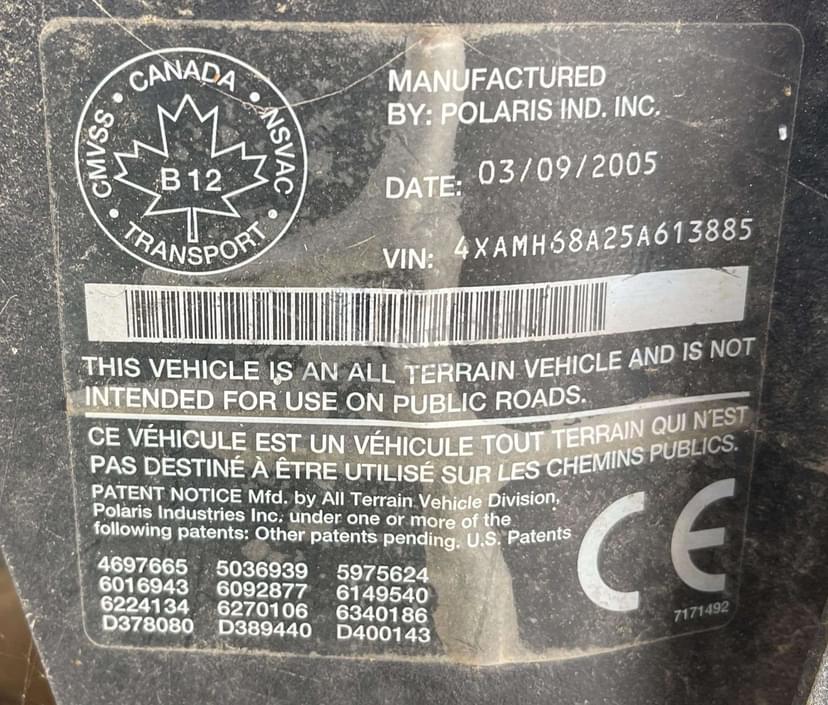 CANADA
CMVSS • • NSVAC
B 12
• TRANSPORT •
MANUFACTURED
BY: POLARIS IND. INC.
DATE: 03/09/2005
VIN: 4XAMH68A25A613885
THIS VEHICLE IS AN ALL TERRAIN VEHICLE AND IS NOT
INTENDED FOR USE ON PUBLIC ROADS.
CE VÉHICULE EST UN VÉHICULE TOUT TERRAIN QUI N'EST
PAS DESTINÉ À ÊTRE UTILISÉ SUR LES CHEMINS PUBLICS.
PATENT NOTICE Mfd. by All Terrain Vehicle Division,
Polaris Industries Inc. under one or more of the
following patents: Other patents pending. U.S. Patents
4697665 5036939 5975624
6016943 6092877 6149540
6224134 6270106 6340186
D378080 D389440 D400143
CE
7171492